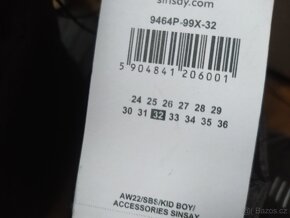 sinsay.com
9464P-99X-32
5 904841 206001
24 25 26 27 28 29
30 31 32 33 34 35 36
AW22/SBS/KID BOY/
ACCESSORIES SINSAY
Bazoš.cz